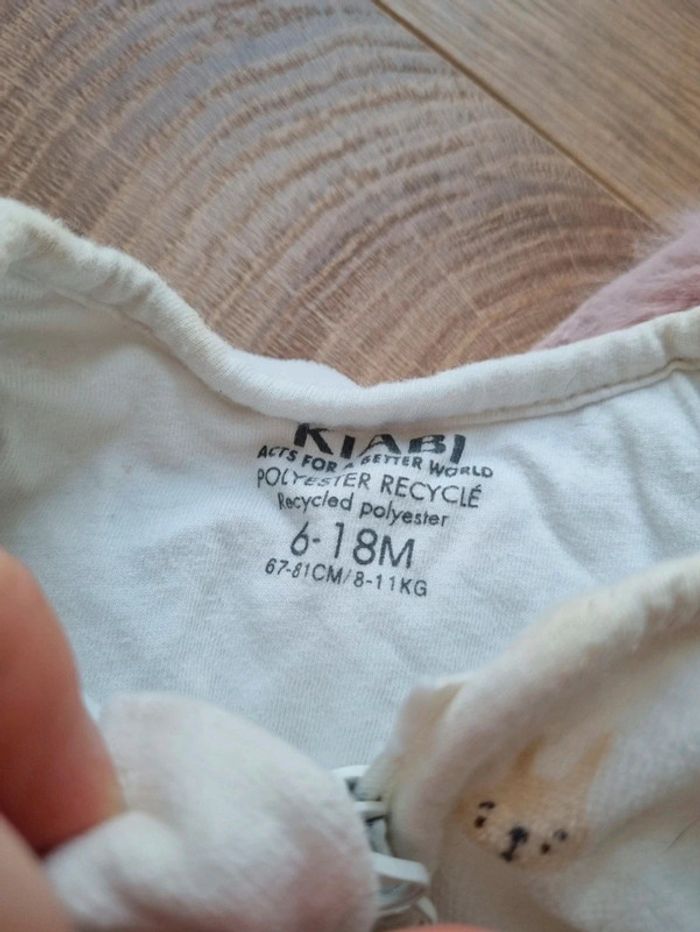 KIABI
ACTS FOR A BETTER WORLD
POLYESTER RECYCLÉ
Recycled polyester
6-18M
67-81CM/8-11KG